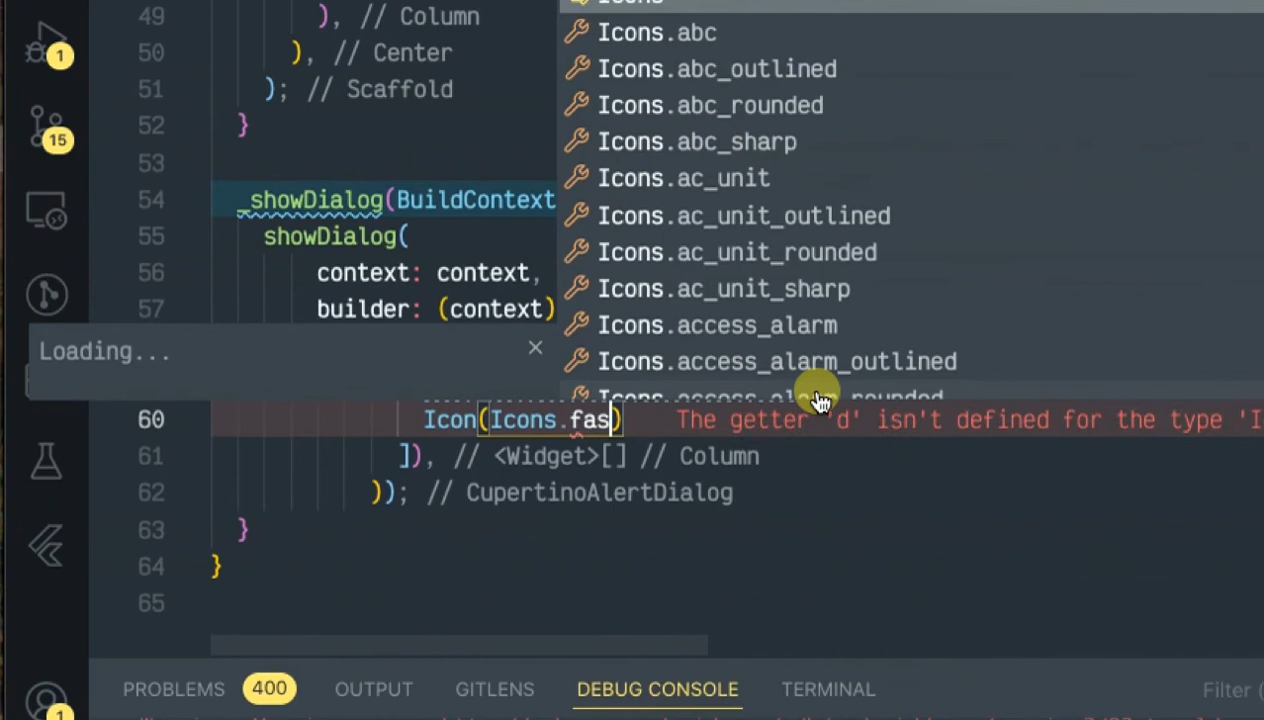 49 ), // Column
50 ), // Center
51 ); // Scaffold
52 }
53
54 _showDialog(BuildContext
55 showDialog(
56 context: context,
57 builder: (context)
Icons.abc
Icons.abc_outlined
Icons.abc_rounded
Icons.abc_sharp
Icons.ac_unit
Icons.ac_unit_outlined
Icons.ac_unit_rounded
Icons.ac_unit_sharp
Icons.access_alarm
Icons.access_alarm_outlined
Icons.access_alarm_rounded
Loading...
60 Icon(Icons.fas) The getter 'd' isn't defined for the type 'I
61 ]), // <Widget>[] // Column
62 )); // CupertinoAlertDialog
63 }
64 }
65
1
15
1
PROBLEMS 400 OUTPUT GITLENS DEBUG CONSOLE TERMINAL Filter (